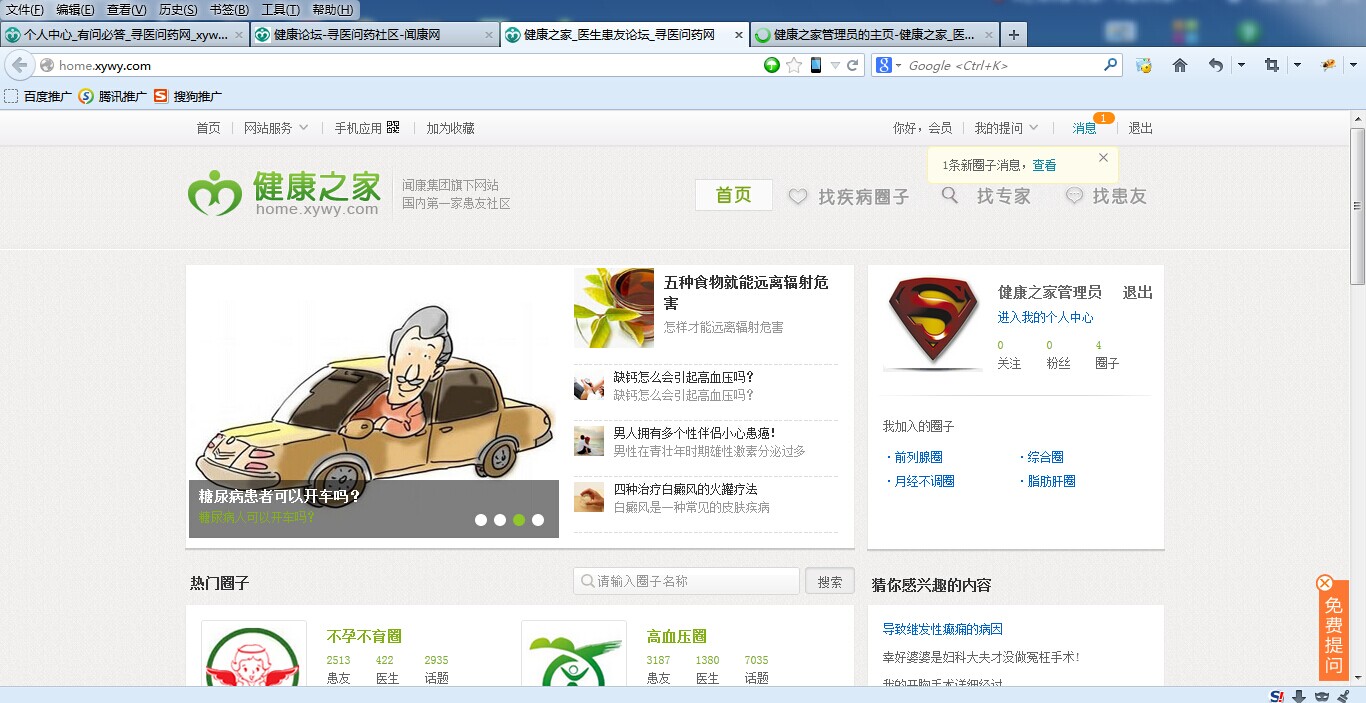 文件(F) 编辑(E) 查看(V) 历史(S) 书签(B) 工具(T) 帮助(H)
个人中心_有问必答_寻医问药网_xyw... 健康论坛-寻医问药社区-闻康网 健康之家_医生患友论坛_寻医问药网 健康之家管理员的主页-健康之家_医...
home.xywy.com Google <Ctrl+K>
百度推广 腾讯推广 搜狗推广
首页 网站服务 手机应用 加为收藏 你好，会员 我的提问 消息 1 退出
1条新圈子消息，查看
健康之家
home.xywy.com
闻康集团旗下网站
国内第一家患友社区
首页 找疾病圈子 找专家 找患友
糖尿病患者可以开车吗？
糖尿病人可以开车吗？
五种食物就能远离辐射危
害
怎样才能远离辐射危害
缺钙怎么会引起高血压吗？
缺钙怎么会引起高血压吗？
男人拥有多个性伴侣小心患癌！
男性在青壮年时期雄性激素分泌过多
四种治疗白癜风的火罐疗法
白癜风是一种常见的皮肤疾病
健康之家管理员 退出
进入我的个人中心
0 0 4
关注 粉丝 圈子
我加入的圈子
·前列腺圈 ·综合圈
·月经不调圈 ·脂肪肝圈
热门圈子
请输入圈子名称 搜索
猜你感兴趣的内容
不孕不育圈
2513 422 2935
患友 医生 话题
高血压圈
3187 1380 7035
患友 医生 话题
导致继发性癫痫的病因
幸好婆婆是妇科大夫才没做冤枉手术！
我的开胸手术详细经过
免费提问